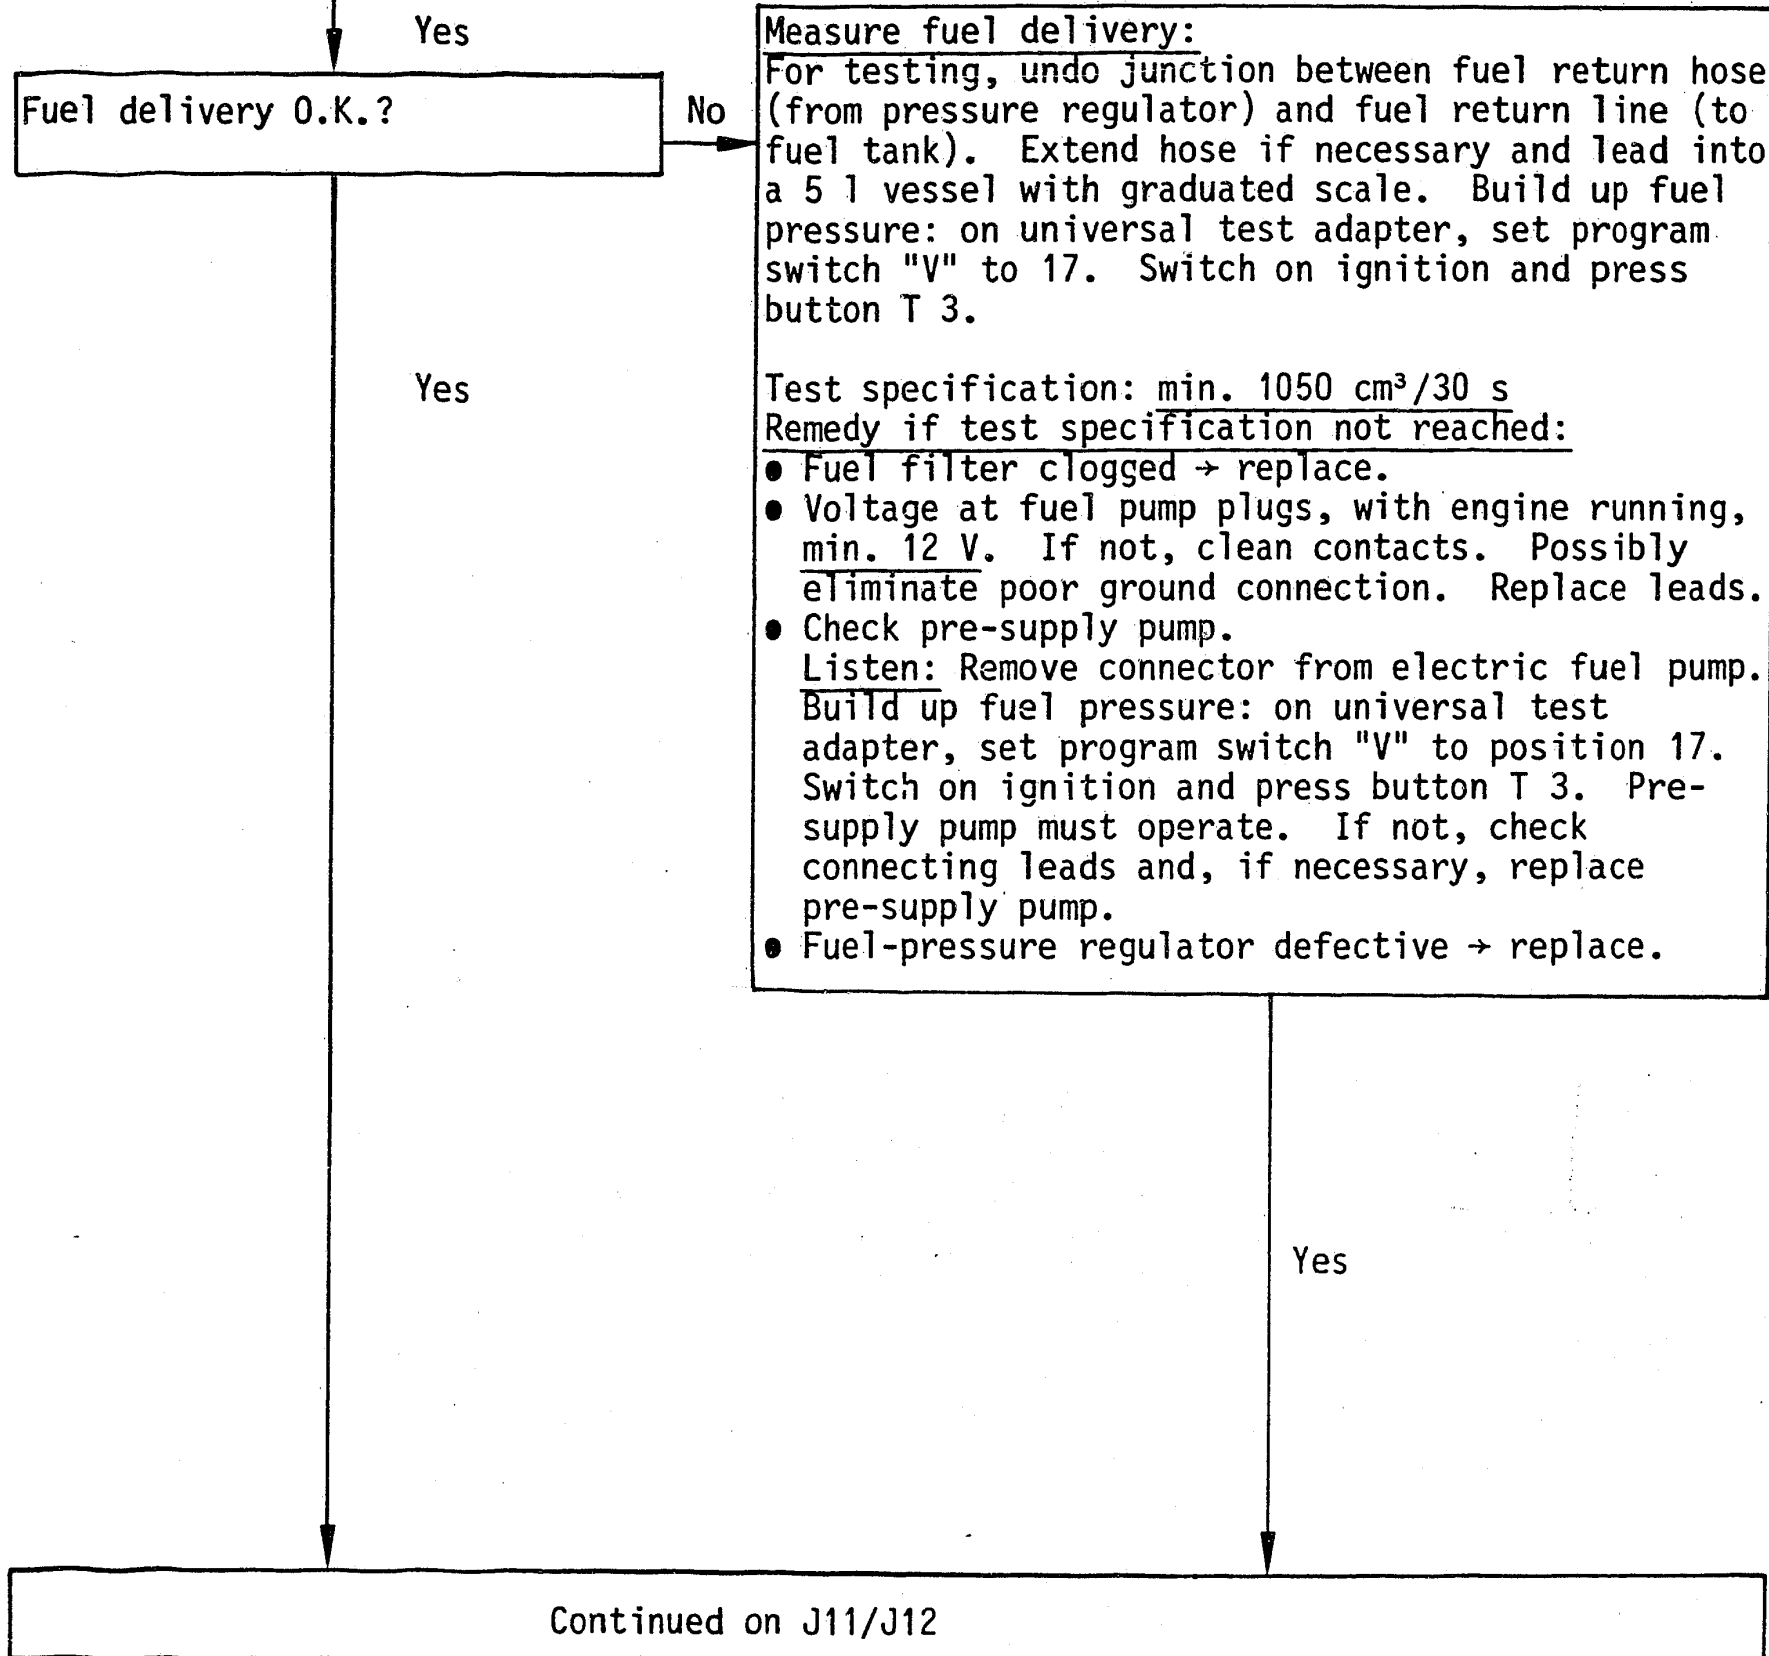 Yes
Fuel delivery O.K.?
No
Measure fuel delivery:
For testing, undo junction between fuel return hose
(from pressure regulator) and fuel return line (to
fuel tank). Extend hose if necessary and lead into
a 5 l vessel with graduated scale. Build up fuel
pressure: on universal test adapter, set program
switch "V" to 17. Switch on ignition and press
button T 3.
Test specification: min. 1050 cm³/30 s
Remedy if test specification not reached:
● Fuel filter clogged → replace.
● Voltage at fuel pump plugs, with engine running,
min. 12 V. If not, clean contacts. Possibly
eliminate poor ground connection. Replace leads.
● Check pre-supply pump.
Listen: Remove connector from electric fuel pump.
Build up fuel pressure: on universal test
adapter, set program switch "V" to position 17.
Switch on ignition and press button T 3. Pre-
supply pump must operate. If not, check
connecting leads and, if necessary, replace
pre-supply pump.
● Fuel-pressure regulator defective → replace.
Yes
Yes
Continued on J11/J12